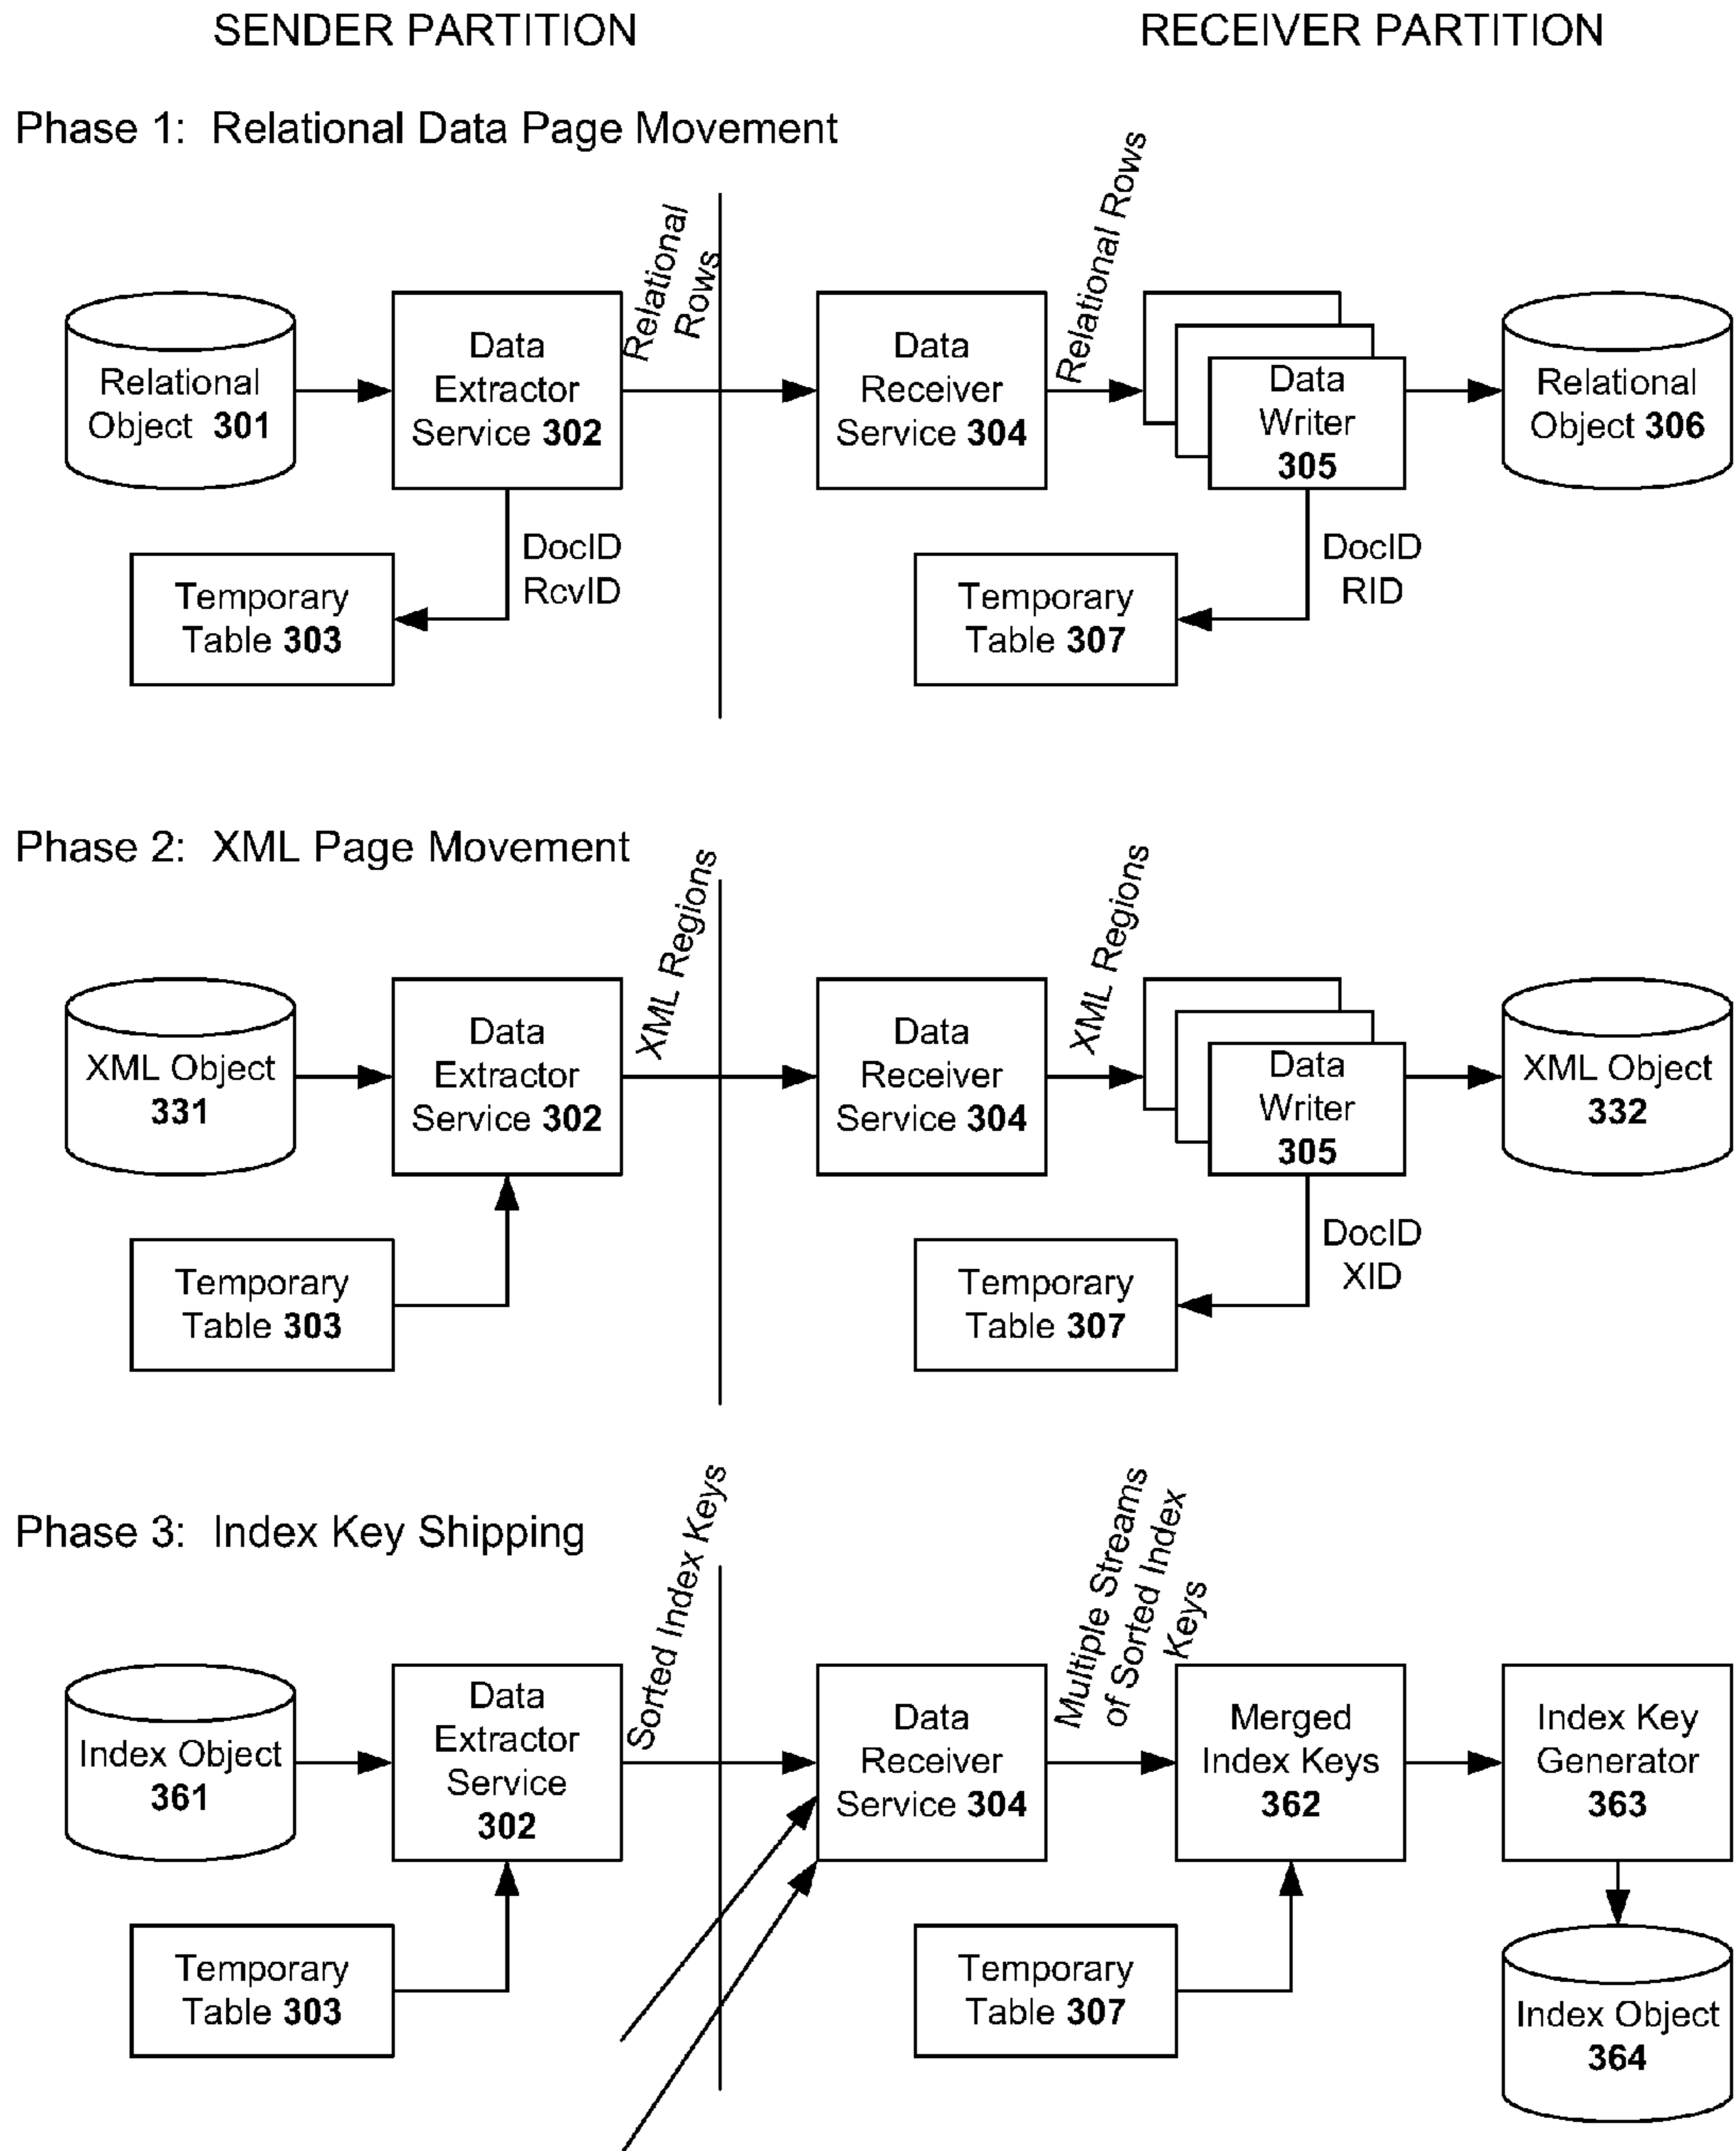 SENDER PARTITION
RECEIVER PARTITION
Phase 1: Relational Data Page Movement
Relational
Object 301
Data
Extractor
Service 302
Relational
Rows
Data
Receiver
Service 304
Relational Rows
Data
Writer
305
Relational
Object 306
DocID
RcvID
Temporary
Table 303
DocID
RID
Temporary
Table 307
Phase 2: XML Page Movement
XML Object
331
Data
Extractor
Service 302
XML Regions
Data
Receiver
Service 304
XML Regions
Data
Writer
305
XML Object
332
Temporary
Table 303
DocID
XID
Temporary
Table 307
Phase 3: Index Key Shipping
Index Object
361
Data
Extractor
Service
302
Sorted Index Keys
Data
Receiver
Service 304
Multiple Streams
of Sorted Index
Keys
Merged
Index Keys
362
Index Key
Generator
363
Temporary
Table 303
Temporary
Table 307
Index Object
364